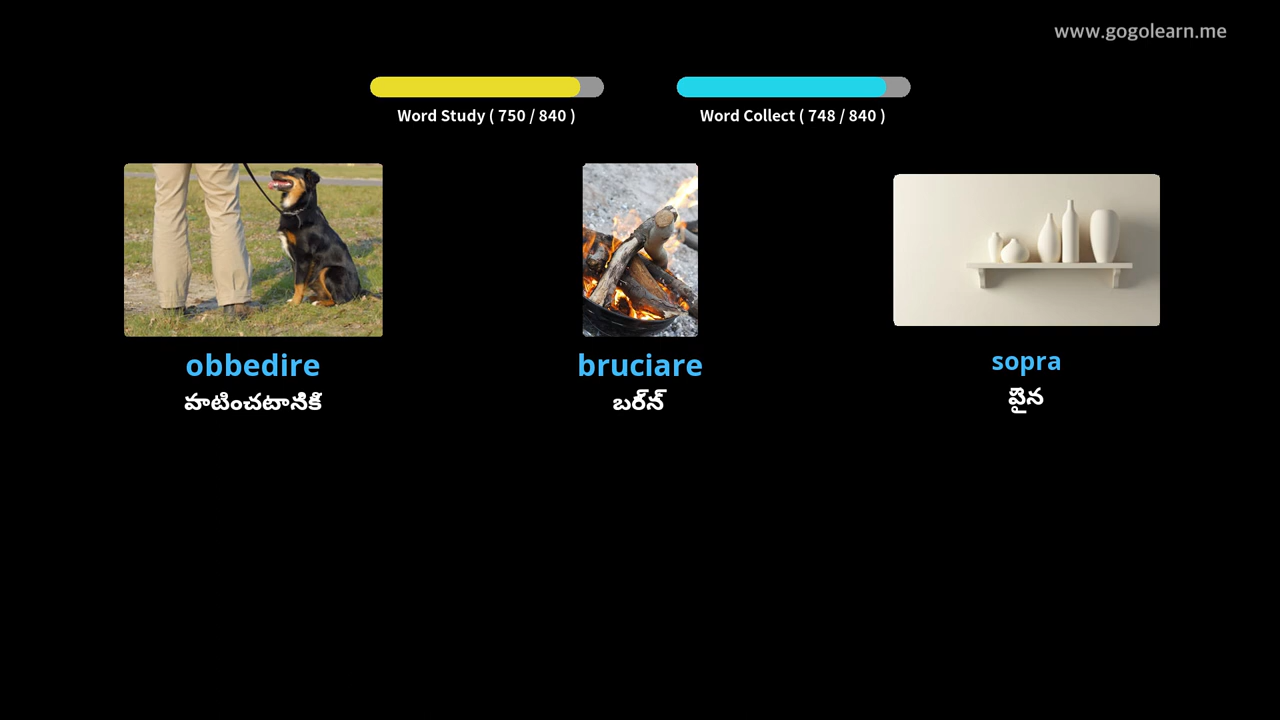 www.gogolearn.me
Word Study ( 750 / 840 )
Word Collect ( 748 / 840 )
obbedire
bruciare
sopra
పాటించటానికి
బర్న్
పైన